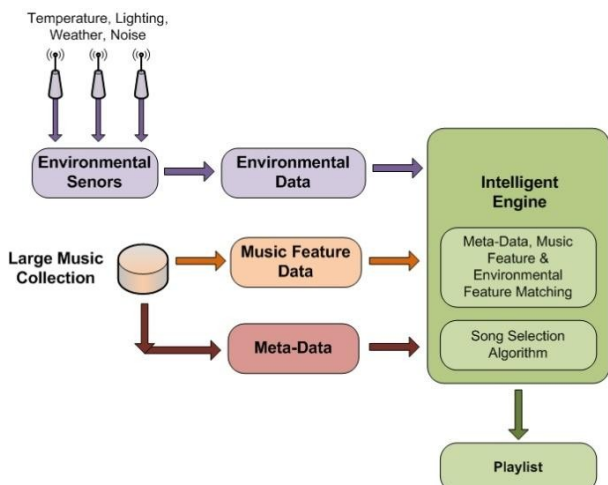 Temperature, Lighting,
Weather, Noise
Environmental
Senors
Environmental
Data
Intelligent
Engine
Large Music
Collection
Music Feature
Data
Meta-Data, Music
Feature &
Environmental
Feature Matching
Meta-Data
Song Selection
Algorithm
Playlist